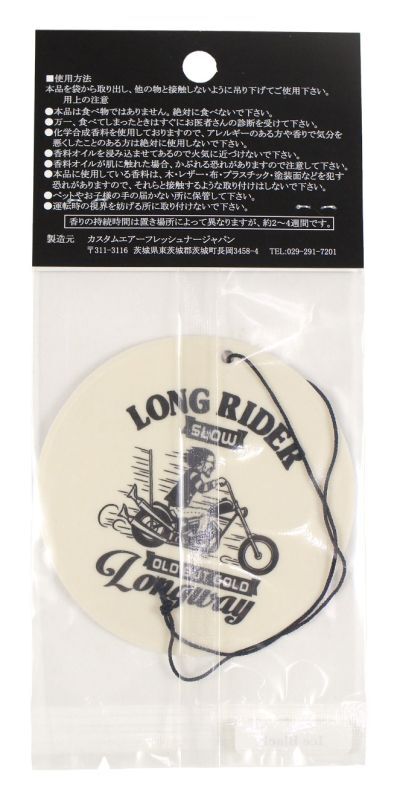 ■使用方法
本品を袋から取り出し、他の物と接触しないように吊り下げてご使用下さい。
用上の注意
●本品は食べ物ではありません。絶対に食べないで下さい。
●万一、食べてしまったときはすぐにお医者さんの診断を受けて下さい。
●化学合成香料を使用しておりますので、アレルギーのある方や香りで気分を
悪くしたことのある方は絶対に使用しないで下さい。
●香料オイルを浸み込ませてあるので火気に近づけないで下さい。
●香料オイルが肌に触れた場合、かぶれる恐れがありますので注意して下さい。
●本品に使用している香料は、木・レザー・布・プラスチック・塗装面などを犯す
恐れがありますので、それらと接触するような取り付けはしないで下さい。
●ペットやお子様の手の届かない所に保管して下さい。
●運転時の視界を妨げる所に取り付けないで下さい。
香りの持続時間は置き場所によって異なりますが、約2～4週間です。
製造元 カスタムエアーフレッシュナージャパン
〒311-3116 茨城県東茨城郡茨城町長岡3458-4 TEL:029-291-7201
LONG RIDER
SLOW
OLD
OLD
Longway
Ice Black